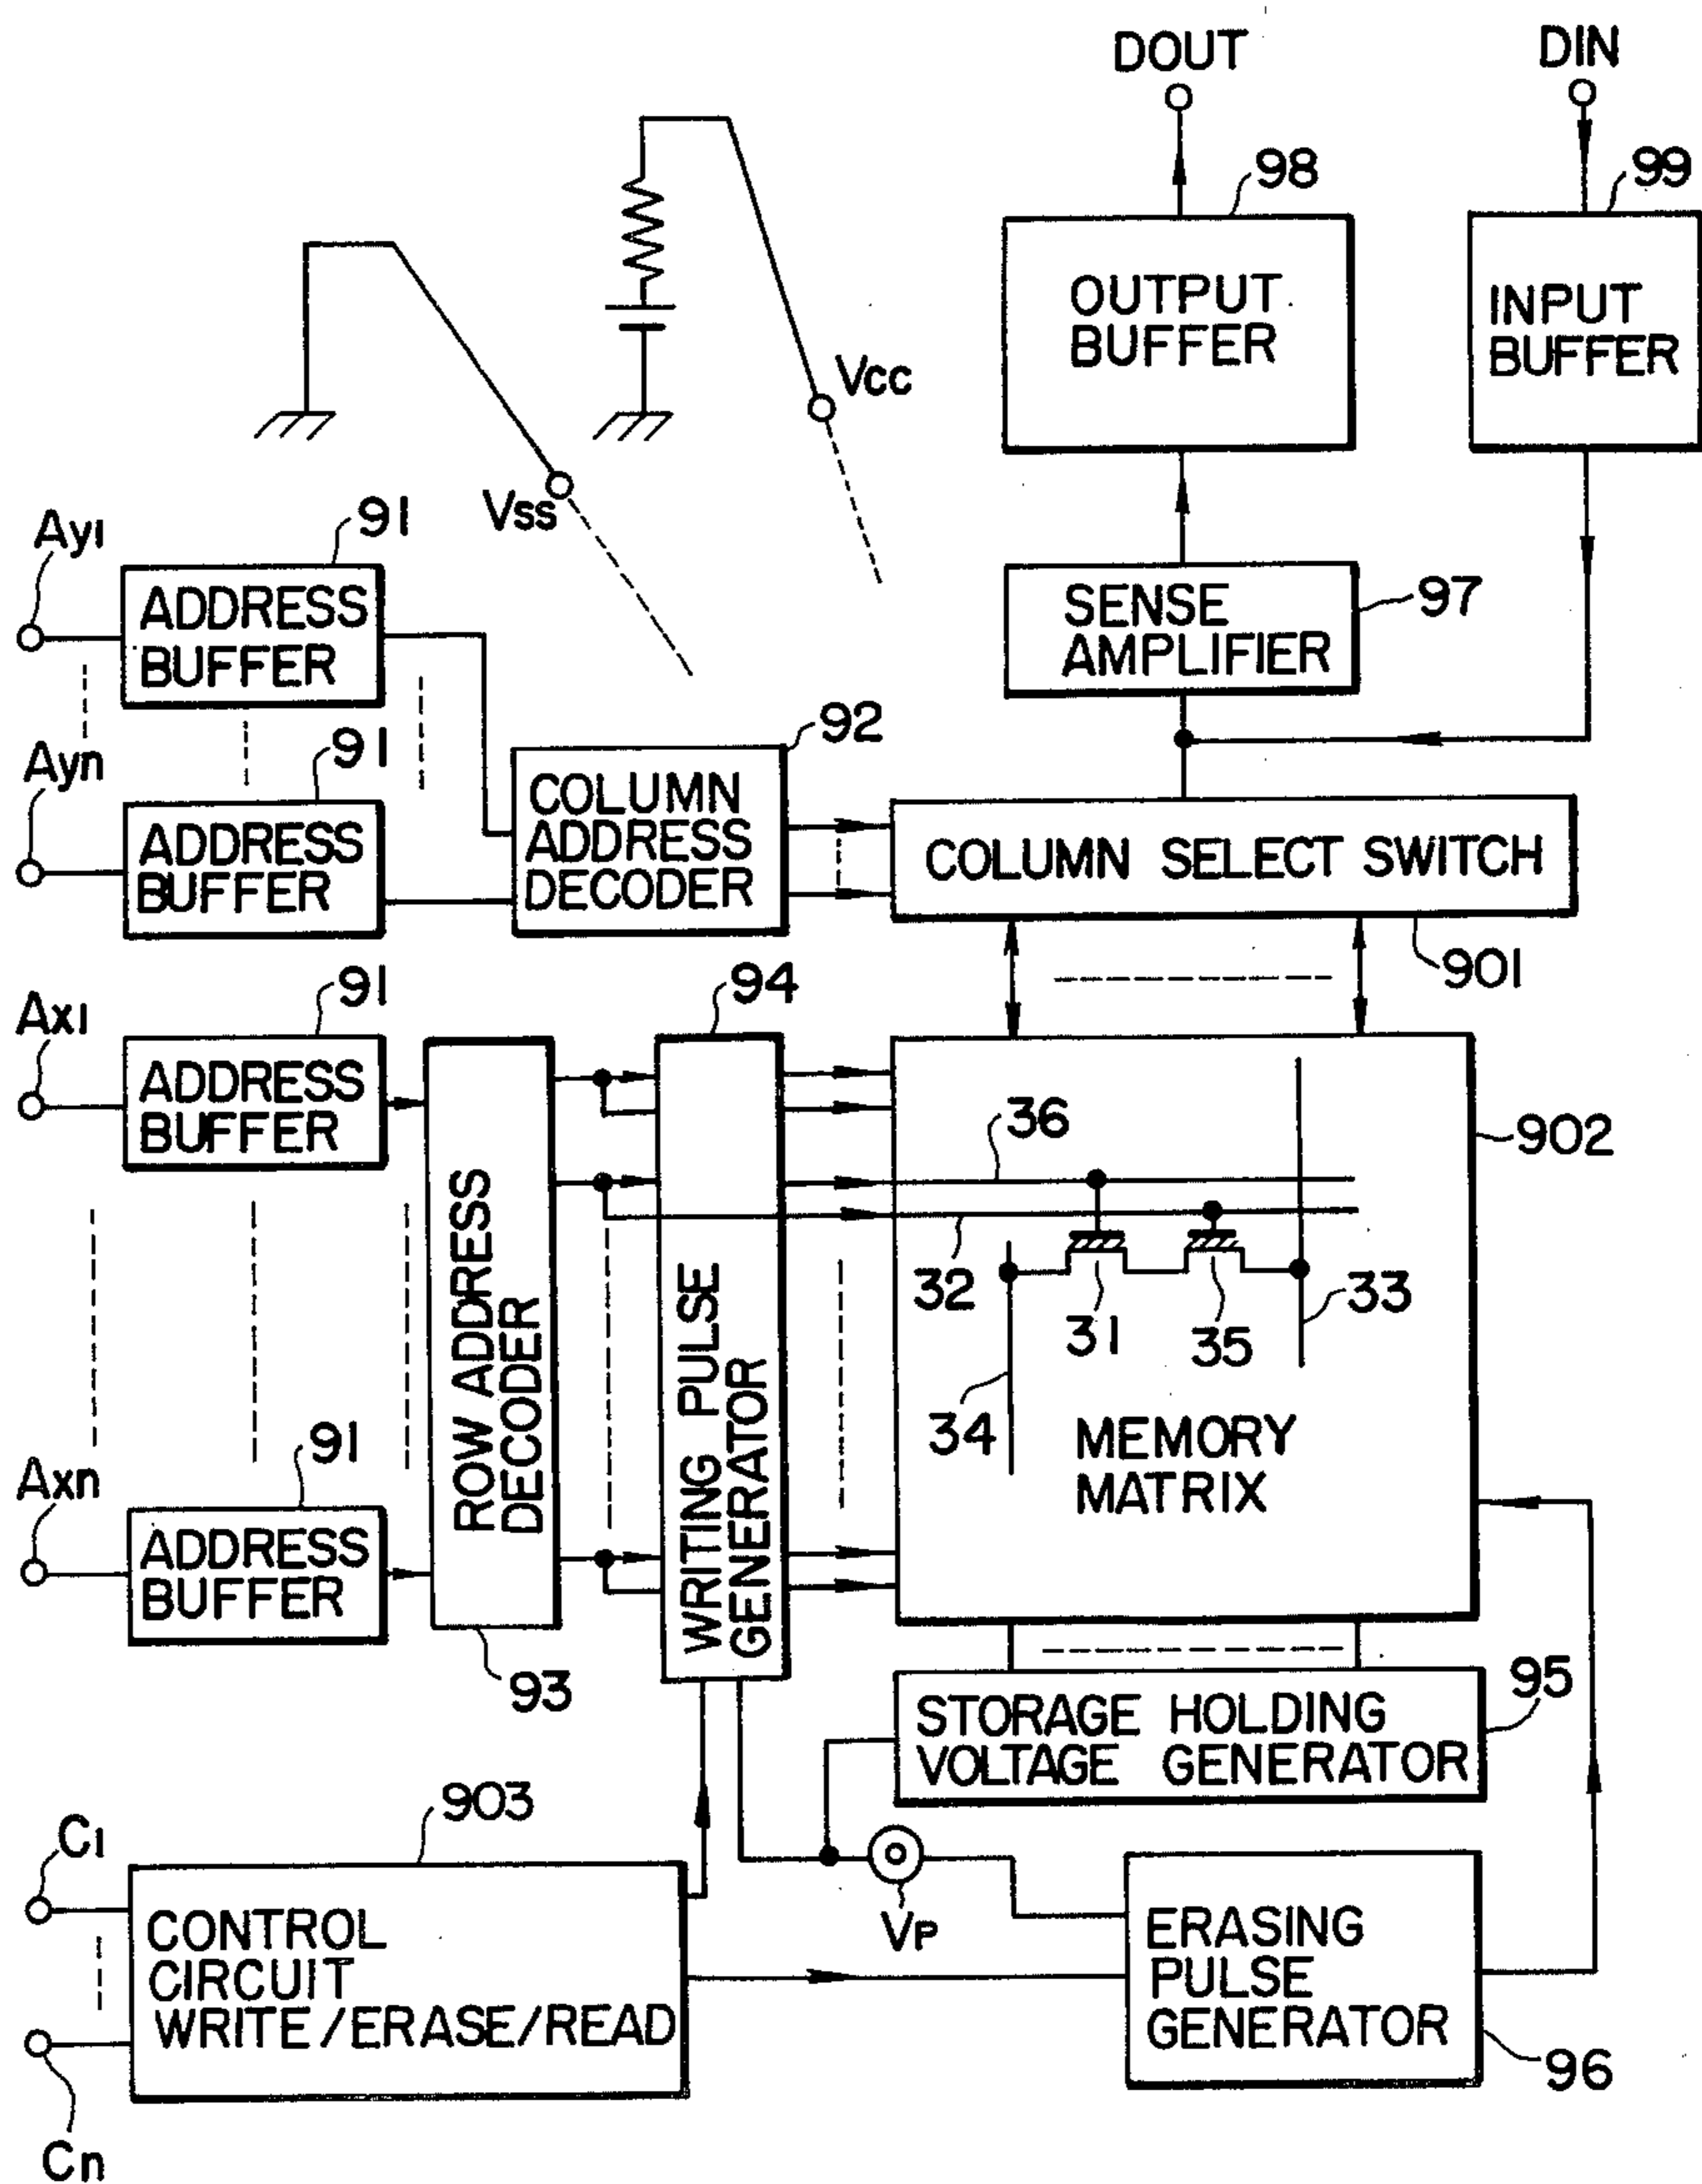 DOUT
DIN
98
99
OUTPUT
BUFFER
INPUT
BUFFER
Vcc
Vss
Ay1
91
ADDRESS
BUFFER
SENSE
AMPLIFIER
97
Ayn
91
ADDRESS
BUFFER
92
COLUMN
ADDRESS
DECODER
COLUMN SELECT SWITCH
901
Ax1
91
ADDRESS
BUFFER
94
36
902
32
31
35
33
34
ROW ADDRESS
DECODER
WRITING PULSE
GENERATOR
MEMORY
MATRIX
Axn
91
ADDRESS
BUFFER
93
STORAGE HOLDING
VOLTAGE GENERATOR
95
903
C1
Cn
CONTROL
CIRCUIT
WRITE/ERASE/READ
VP
ERASING
PULSE
GENERATOR
96